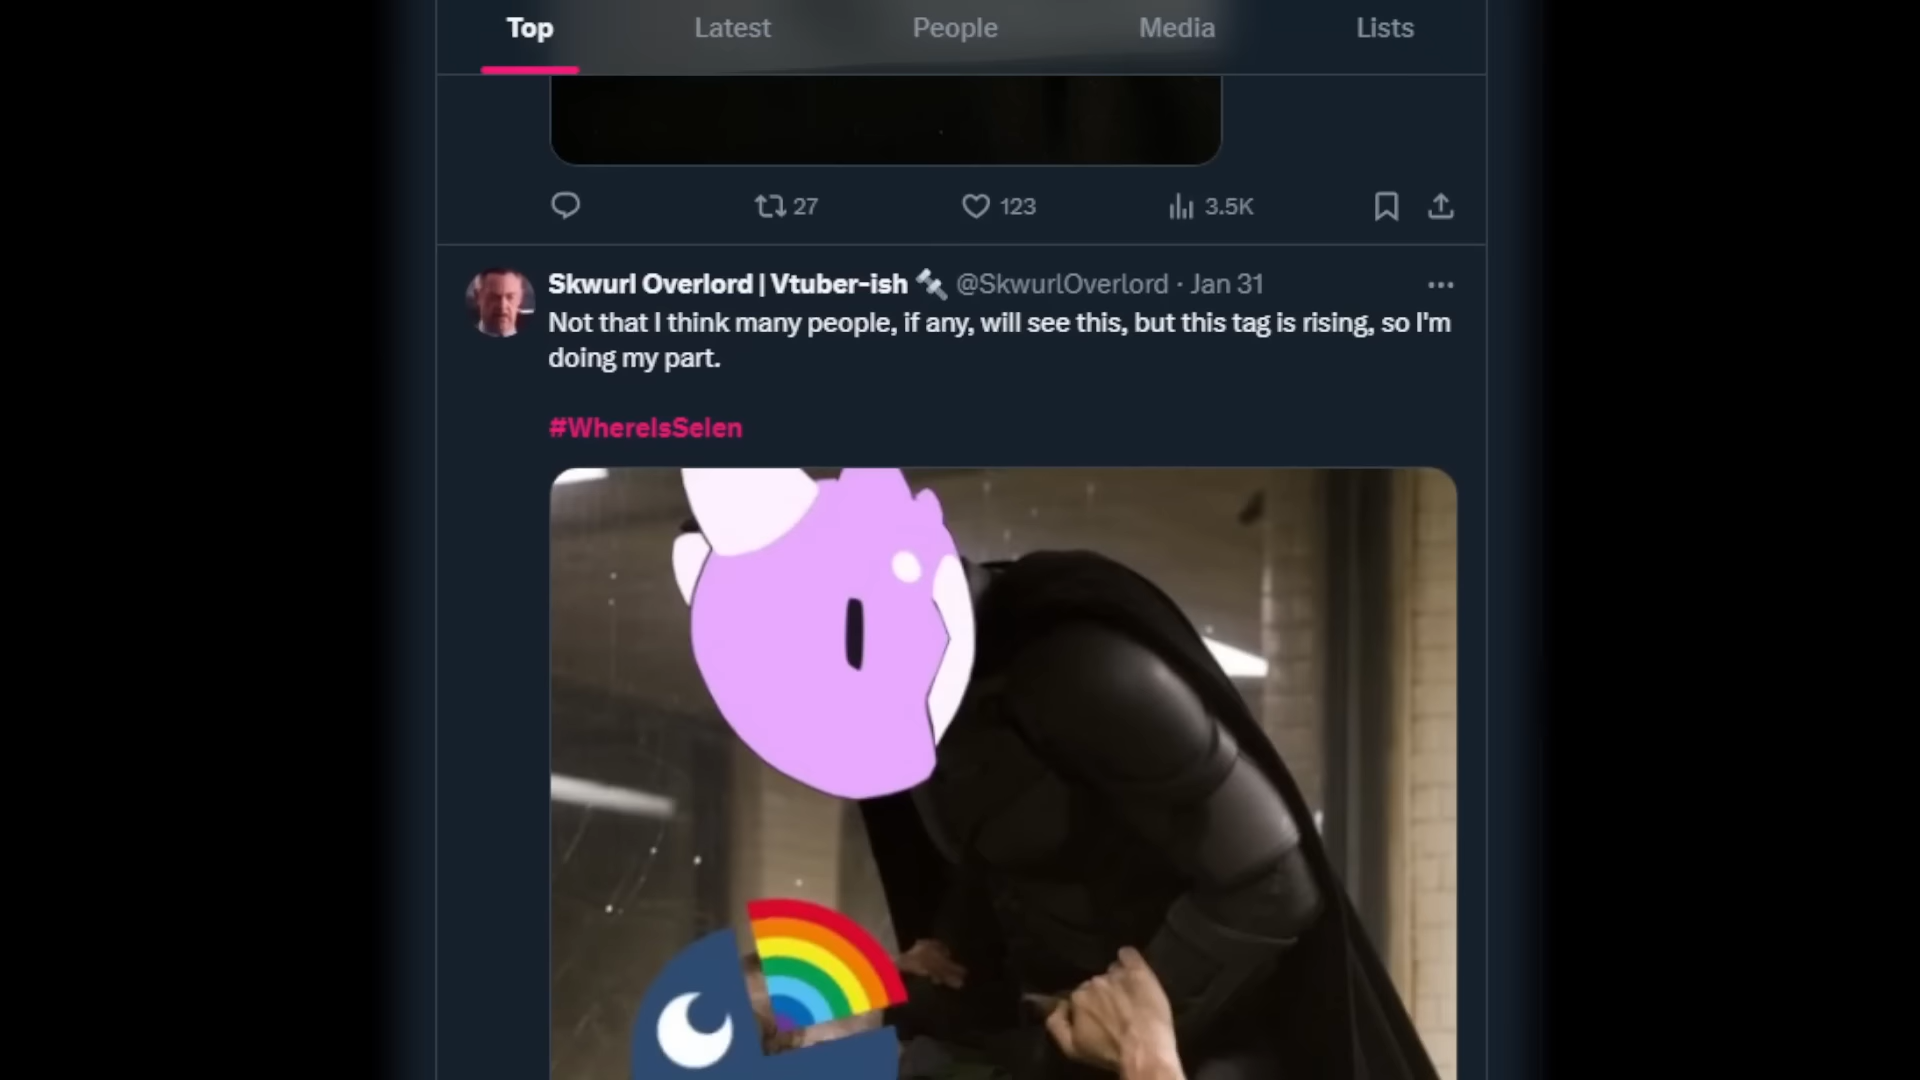 Top Latest People Media Lists
27 123 3.5K
Skwurl Overlord | Vtuber-ish @SkwurlOverlord · Jan 31
Not that I think many people, if any, will see this, but this tag is rising, so I'm
doing my part.
#WhereIsSelen